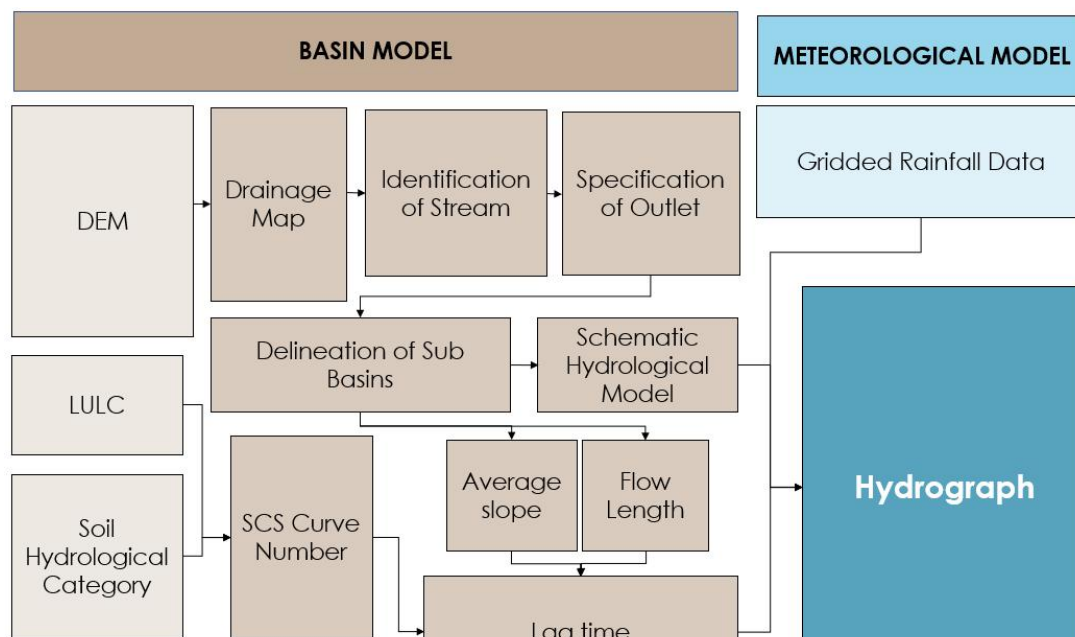 BASIN MODEL
METEOROLOGICAL MODEL
DEM
Drainage
Map
Identification
of Stream
Specification
of Outlet
Gridded Rainfall Data
Delineation of Sub
Basins
Schematic
Hydrological
Model
LULC
Average
slope
Flow
Length
Hydrograph
Soil
Hydrological
Category
SCS Curve
Number
Lag time